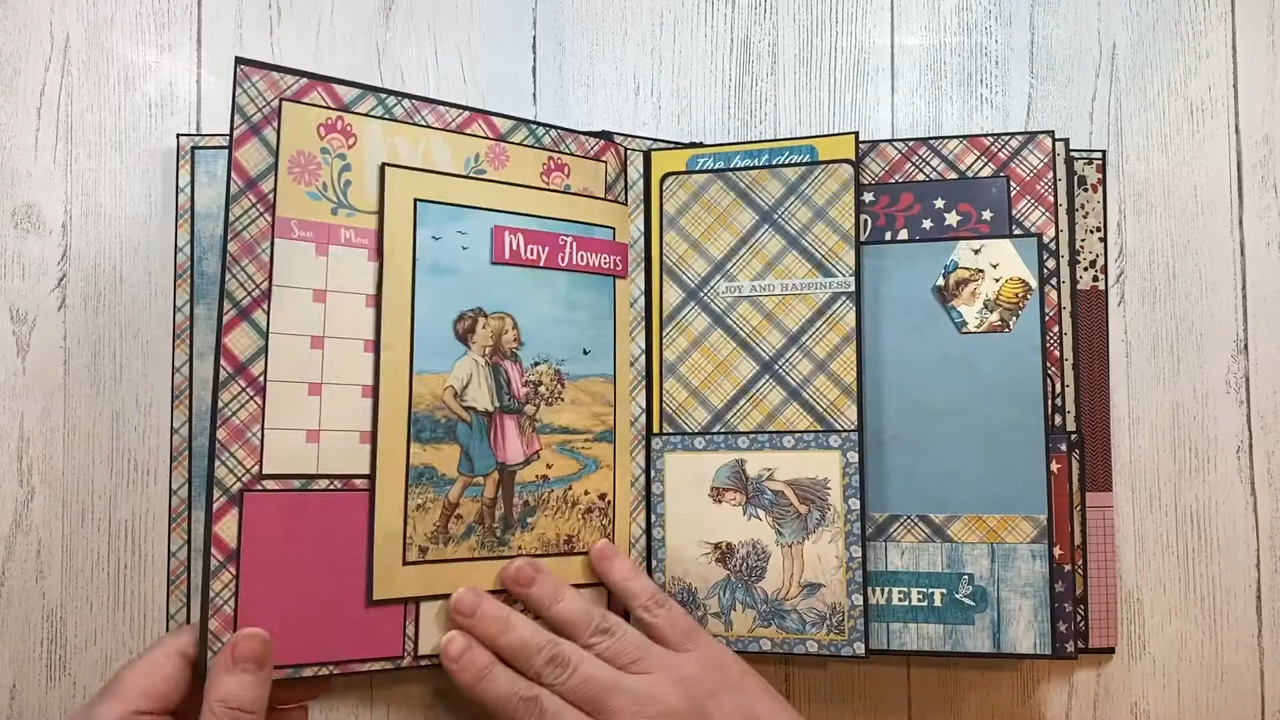 Sun Mon
May Flowers
The best day
JOY AND HAPPINESS
WEET